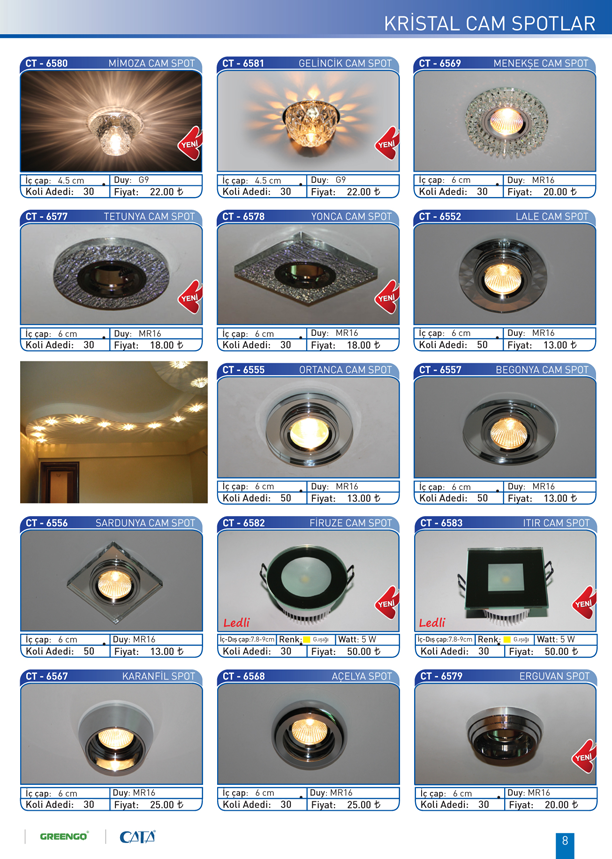 KRİSTAL CAM SPOTLAR
CT - 6580 MİMOZA CAM SPOT
YENİ
İç çap: 4.5 cm Duy: G9
Koli Adedi: 30 Fiyat: 22.00 ₺
CT - 6581 GELİNCİK CAM SPOT
YENİ
İç çap: 4.5 cm Duy: G9
Koli Adedi: 30 Fiyat: 22.00 ₺
CT - 6569 MENEKŞE CAM SPOT
İç çap: 6 cm Duy: MR16
Koli Adedi: 30 Fiyat: 20.00 ₺
CT - 6577 TETUNYA CAM SPOT
YENİ
İç çap: 6 cm Duy: MR16
Koli Adedi: 30 Fiyat: 18.00 ₺
CT - 6578 YONCA CAM SPOT
YENİ
İç çap: 6 cm Duy: MR16
Koli Adedi: 30 Fiyat: 18.00 ₺
CT - 6552 LALE CAM SPOT
İç çap: 6 cm Duy: MR16
Koli Adedi: 50 Fiyat: 13.00 ₺
CT - 6555 ORTANCA CAM SPOT
İç çap: 6 cm Duy: MR16
Koli Adedi: 50 Fiyat: 13.00 ₺
CT - 6557 BEGONYA CAM SPOT
İç çap: 6 cm Duy: MR16
Koli Adedi: 50 Fiyat: 13.00 ₺
CT - 6556 SARDUNYA CAM SPOT
İç çap: 6 cm Duy: MR16
Koli Adedi: 50 Fiyat: 13.00 ₺
CT - 6582 FİRUZE CAM SPOT
YENİ
Ledli
İç-Dış çap:7.8-9cm Renk: G.ışığı Watt: 5 W
Koli Adedi: 30 Fiyat: 50.00 ₺
CT - 6583 ITIR CAM SPOT
YENİ
Ledli
İç-Dış çap:7.8-9cm Renk: G.ışığı Watt: 5 W
Koli Adedi: 30 Fiyat: 50.00 ₺
CT - 6567 KARANFİL SPOT
İç çap: 6 cm Duy: MR16
Koli Adedi: 30 Fiyat: 25.00 ₺
CT - 6568 AÇELYA SPOT
İç çap: 6 cm Duy: MR16
Koli Adedi: 30 Fiyat: 25.00 ₺
CT - 6579 ERGUVAN SPOT
YENİ
İç çap: 6 cm Duy: MR16
Koli Adedi: 30 Fiyat: 20.00 ₺
GREENGO CATA
8